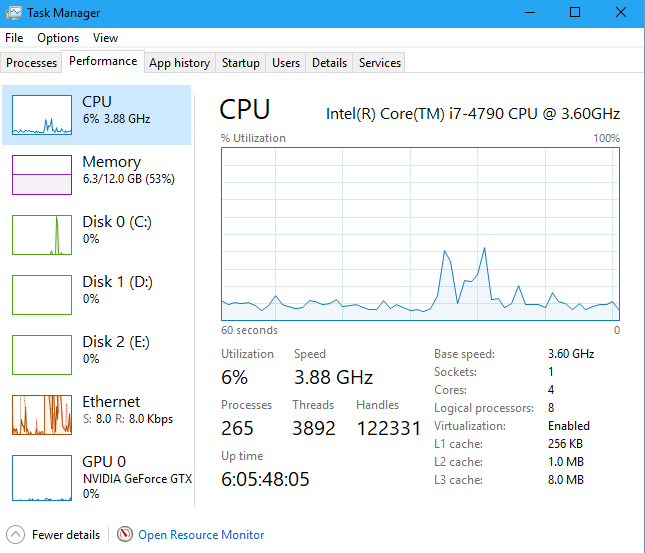 Task Manager
File Options View
Processes Performance App history Startup Users Details Services
CPU
6% 3.88 GHz
Memory
6.3/12.0 GB (53%)
Disk 0 (C:)
0%
Disk 1 (D:)
0%
Disk 2 (E:)
0%
Ethernet
S: 8.0 R: 8.0 Kbps
GPU 0
NVIDIA GeForce GTX
0%
CPU Intel(R) Core(TM) i7-4790 CPU @ 3.60GHz
% Utilization 100%
60 seconds 0
Utilization Speed
6% 3.88 GHz
Processes Threads Handles
265 3892 122331
Up time
6:05:48:05
Base speed: 3.60 GHz
Sockets: 1
Cores: 4
Logical processors: 8
Virtualization: Enabled
L1 cache: 256 KB
L2 cache: 1.0 MB
L3 cache: 8.0 MB
Fewer details Open Resource Monitor